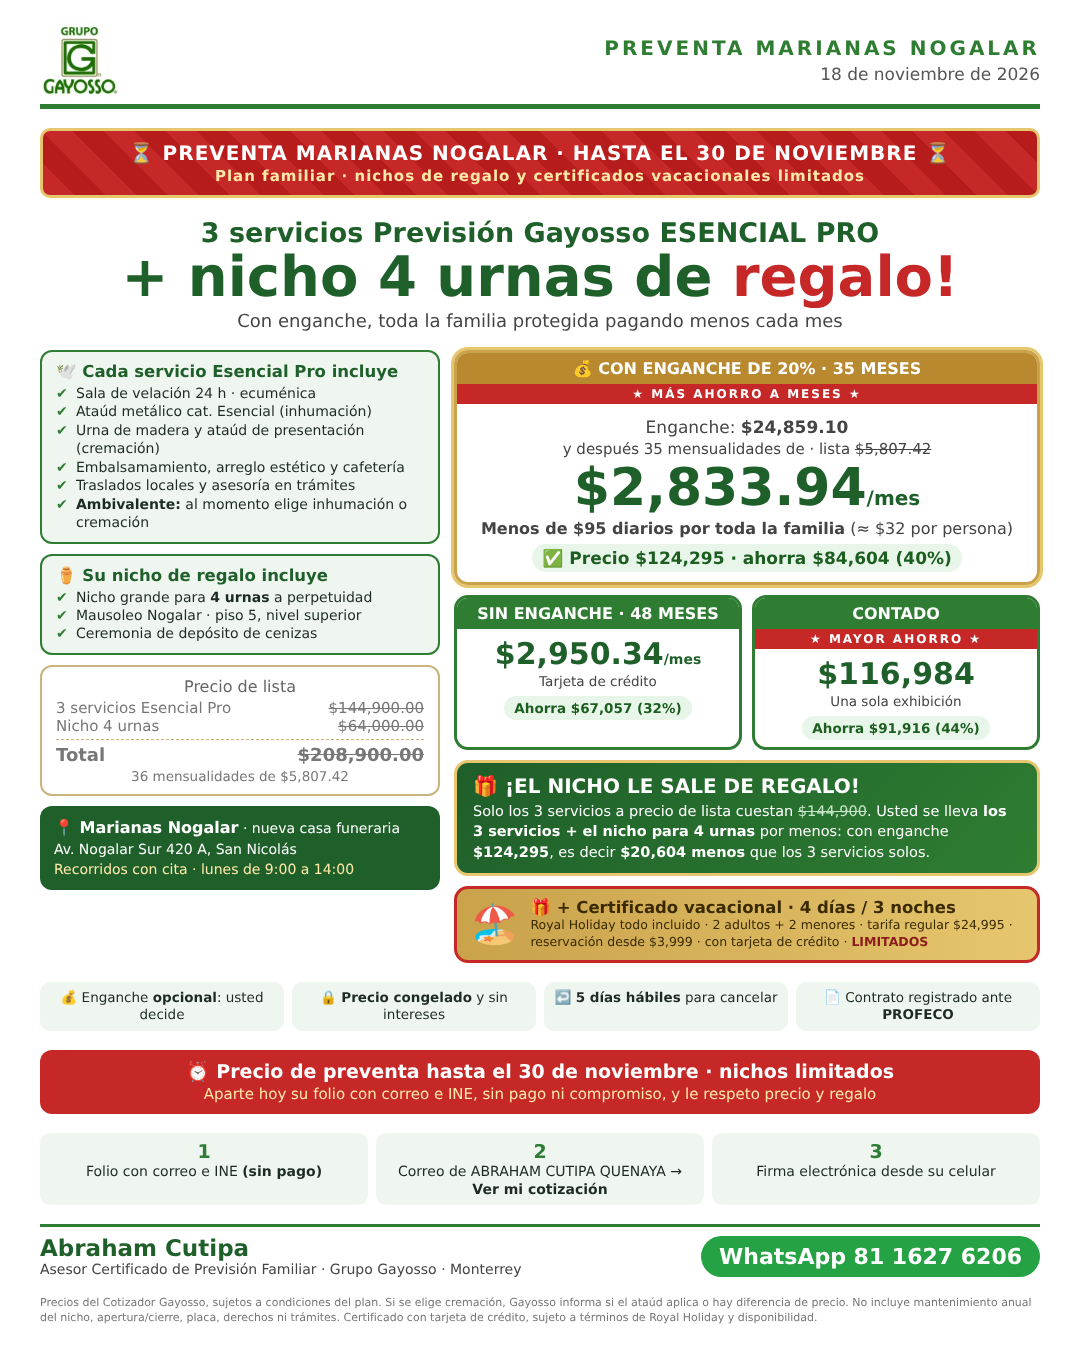 GRUPO
G
GAYOSSO
PREVENTA MARIANAS NOGALAR
18 de noviembre de 2026
⏳ PREVENTA MARIANAS NOGALAR · HASTA EL 30 DE NOVIEMBRE ⏳
Plan familiar · nichos de regalo y certificados vacacionales limitados
3 servicios Previsión Gayosso ESENCIAL PRO
+ nicho 4 urnas de regalo!
Con enganche, toda la familia protegida pagando menos cada mes
🕊️ Cada servicio Esencial Pro incluye
✔ Sala de velación 24 h · ecuménica
✔ Ataúd metálico cat. Esencial (inhumación)
✔ Urna de madera y ataúd de presentación
(cremación)
✔ Embalsamamiento, arreglo estético y cafetería
✔ Traslados locales y asesoría en trámites
✔ Ambivalente: al momento elige inhumación o
cremación
⚱️ Su nicho de regalo incluye
✔ Nicho grande para 4 urnas a perpetuidad
✔ Mausoleo Nogalar · piso 5, nivel superior
✔ Ceremonia de depósito de cenizas
Precio de lista
3 servicios Esencial Pro $144,900.00
Nicho 4 urnas $64,000.00
Total $208,900.00
36 mensualidades de $5,807.42
📍 Marianas Nogalar · nueva casa funeraria
Av. Nogalar Sur 420 A, San Nicolás
Recorridos con cita · lunes de 9:00 a 14:00
💰 CON ENGANCHE DE 20% · 35 MESES
★ MÁS AHORRO A MESES ★
Enganche: $24,859.10
y después 35 mensualidades de · lista $5,807.42
$2,833.94/mes
Menos de $95 diarios por toda la familia (≈ $32 por persona)
✅ Precio $124,295 · ahorra $84,604 (40%)
SIN ENGANCHE · 48 MESES
$2,950.34/mes
Tarjeta de crédito
Ahorra $67,057 (32%)
CONTADO
★ MAYOR AHORRO ★
$116,984
Una sola exhibición
Ahorra $91,916 (44%)
🎁 ¡EL NICHO LE SALE DE REGALO!
Solo los 3 servicios a precio de lista cuestan $144,900. Usted se lleva los
3 servicios + el nicho para 4 urnas por menos: con enganche
$124,295, es decir $20,604 menos que los 3 servicios solos.
🎁 + Certificado vacacional · 4 días / 3 noches
Royal Holiday todo incluido · 2 adultos + 2 menores · tarifa regular $24,995 ·
reservación desde $3,999 · con tarjeta de crédito · LIMITADOS
💰 Enganche opcional: usted
decide
🔒 Precio congelado y sin
intereses
↩️ 5 días hábiles para cancelar
📄 Contrato registrado ante
PROFECO
⏰ Precio de preventa hasta el 30 de noviembre · nichos limitados
Aparte hoy su folio con correo e INE, sin pago ni compromiso, y le respeto precio y regalo
1
Folio con correo e INE (sin pago)
2
Correo de ABRAHAM CUTIPA QUENAYA →
Ver mi cotización
3
Firma electrónica desde su celular
Abraham Cutipa
Asesor Certificado de Previsión Familiar · Grupo Gayosso · Monterrey
WhatsApp 81 1627 6206
Precios del Cotizador Gayosso, sujetos a condiciones del plan. Si se elige cremación, Gayosso informa si el ataúd aplica o hay diferencia de precio. No incluye mantenimiento anual
del nicho, apertura/cierre, placa, derechos ni trámites. Certificado con tarjeta de crédito, sujeto a términos de Royal Holiday y disponibilidad.